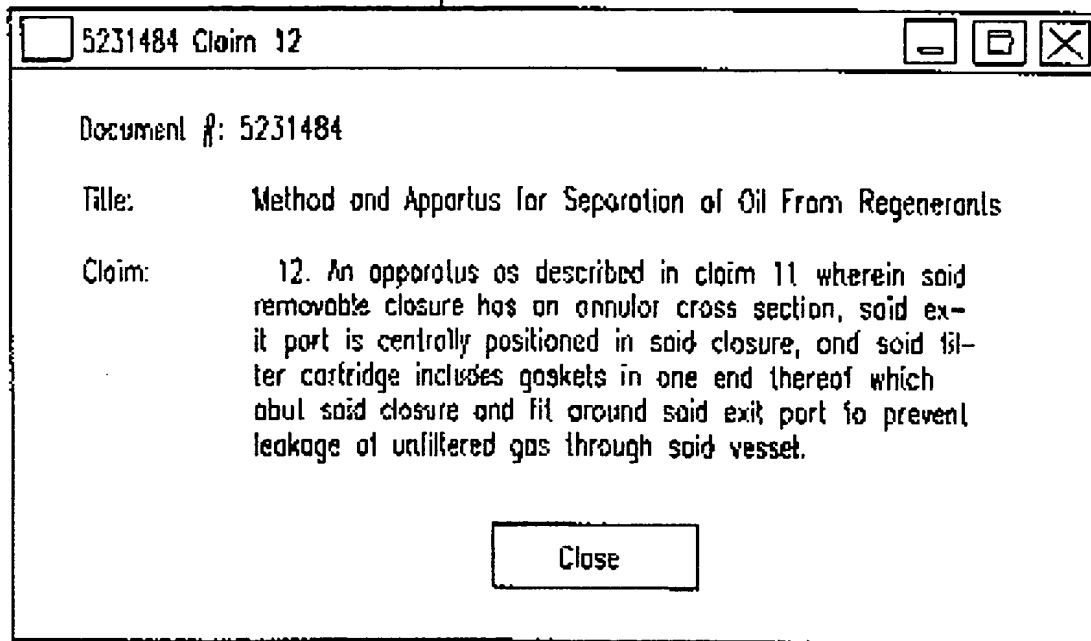 5231484 Claim 12
Document #: 5231484
Title: Method and Appartus for Separation of Oil From Regenerants
Claim: 12. An apparatus as described in claim 11 wherein said
removable closure has an annular cross section, said ex-
it port is centrally positioned in said closure, and said fil-
ter cartridge includes gaskets in one end thereof which
abut said closure and fit around said exit port to prevent
leakage of unfiltered gas through said vessel.
Close